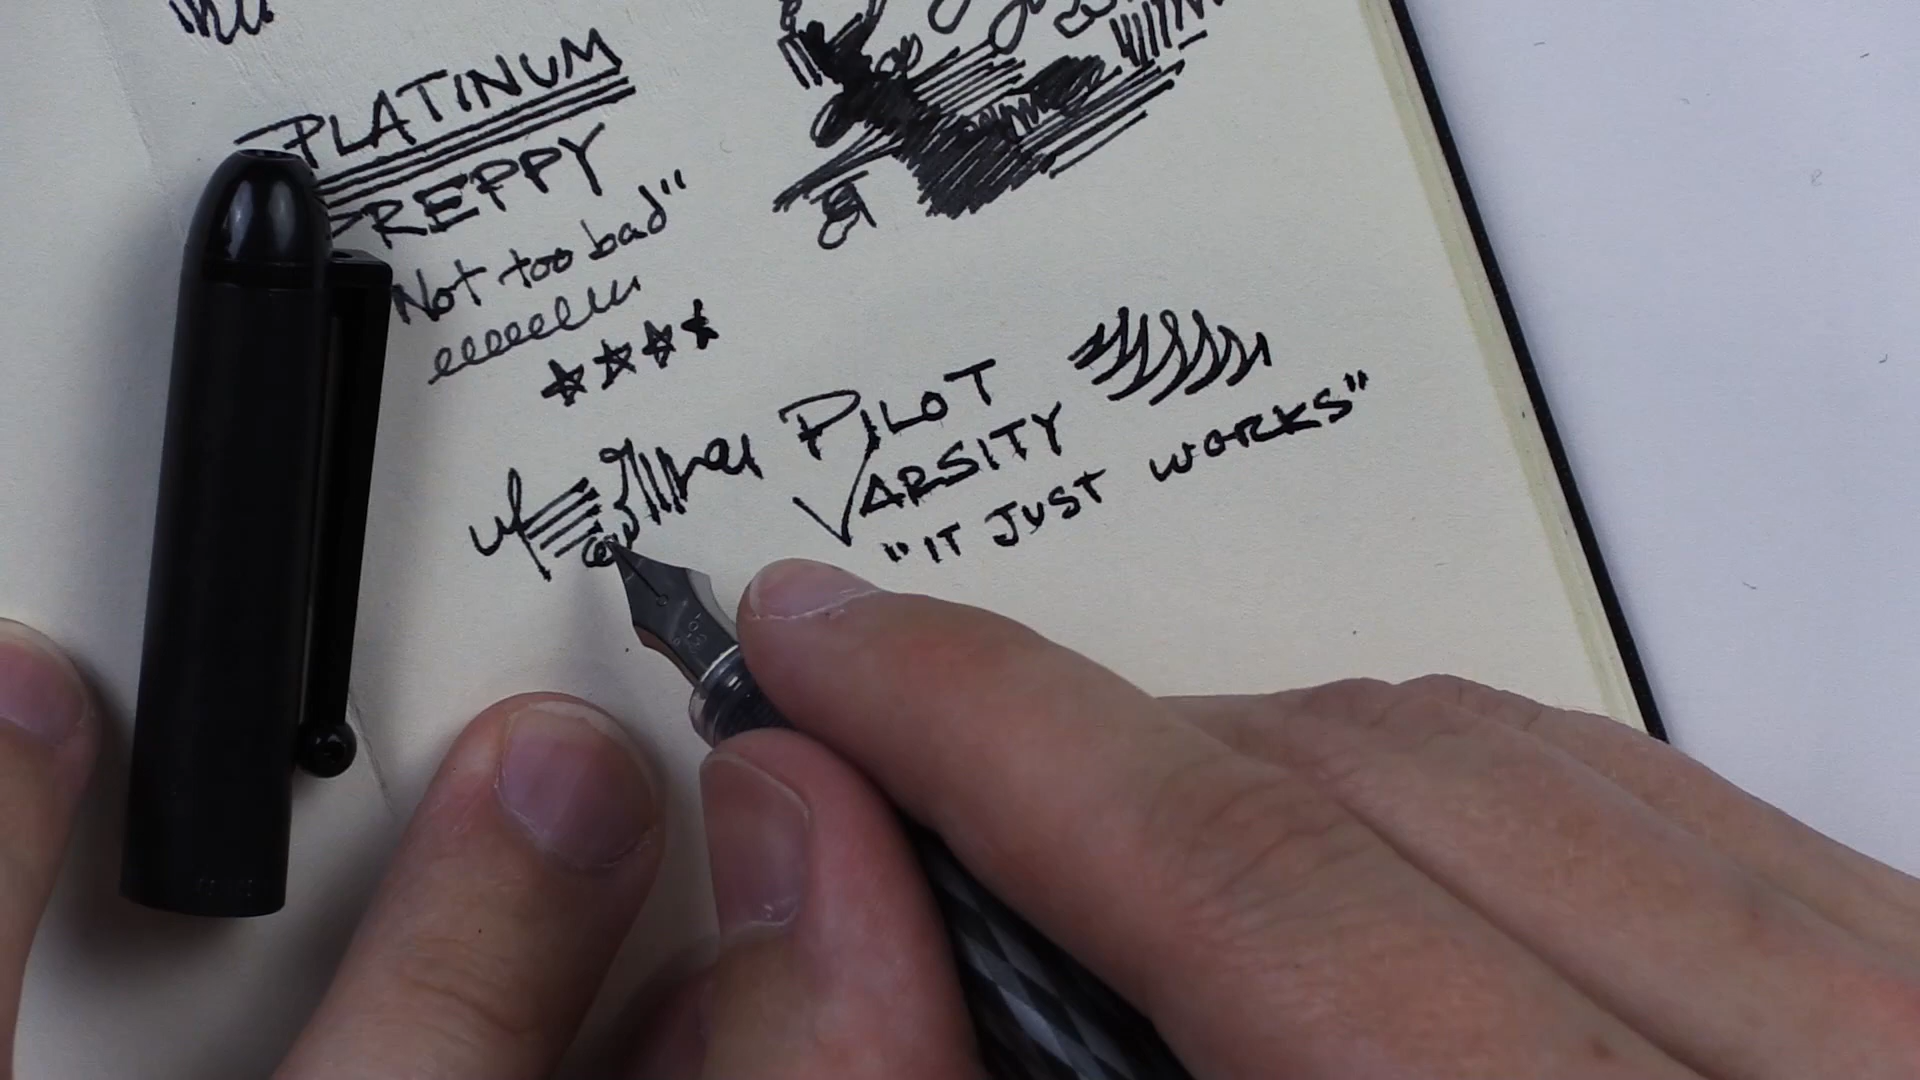 PLATINUM
PREPPY
Not too bad"
PILOT
VARSITY
"IT JUST WORKS"